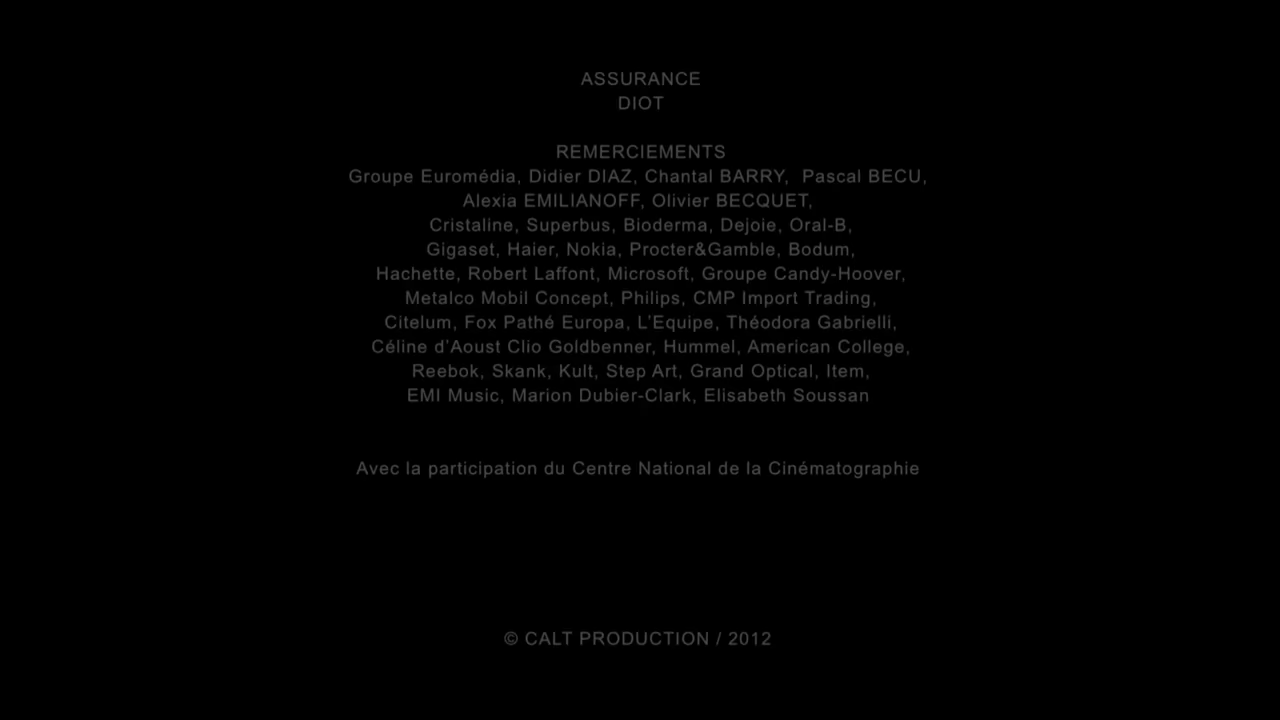 ASSURANCE
DIOT
REMERCIEMENTS
Groupe Euromédia, Didier DIAZ, Chantal BARRY, Pascal BECU,
Alexia EMILIANOFF, Olivier BECQUET,
Cristaline, Superbus, Bioderma, Dejoie, Oral-B,
Gigaset, Haier, Nokia, Procter&Gamble, Bodum,
Hachette, Robert Laffont, Microsoft, Groupe Candy-Hoover,
Metalco Mobil Concept, Philips, CMP Import Trading,
Citelum, Fox Pathé Europa, L’Equipe, Théodora Gabrielli,
Céline d’Aoust Clio Goldbenner, Hummel, American College,
Reebok, Skank, Kult, Step Art, Grand Optical, Item,
EMI Music, Marion Dubier-Clark, Elisabeth Soussan
Avec la participation du Centre National de la Cinématographie
© CALT PRODUCTION / 2012